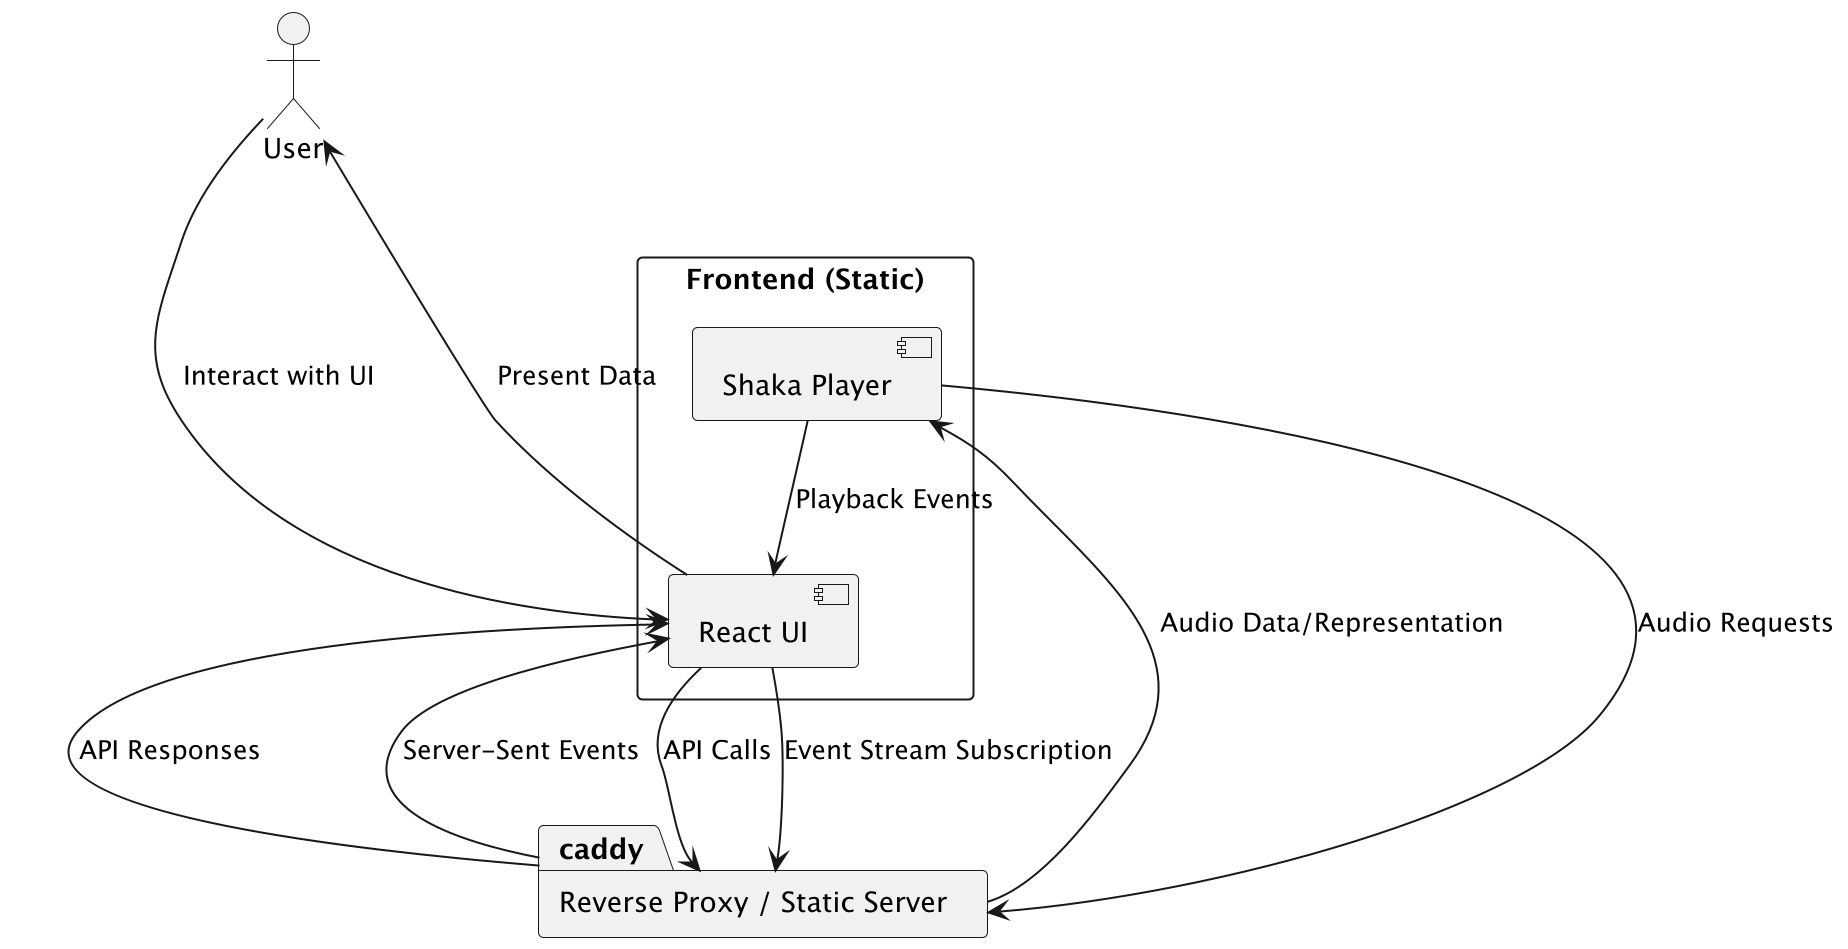 User
Frontend (Static)
Shaka Player
Interact with UI
Present Data
Playback Events
React UI
Audio Data/Representation
Audio Requests
API Responses
Server-Sent Events
API Calls
Event Stream Subscription
caddy
Reverse Proxy / Static Server